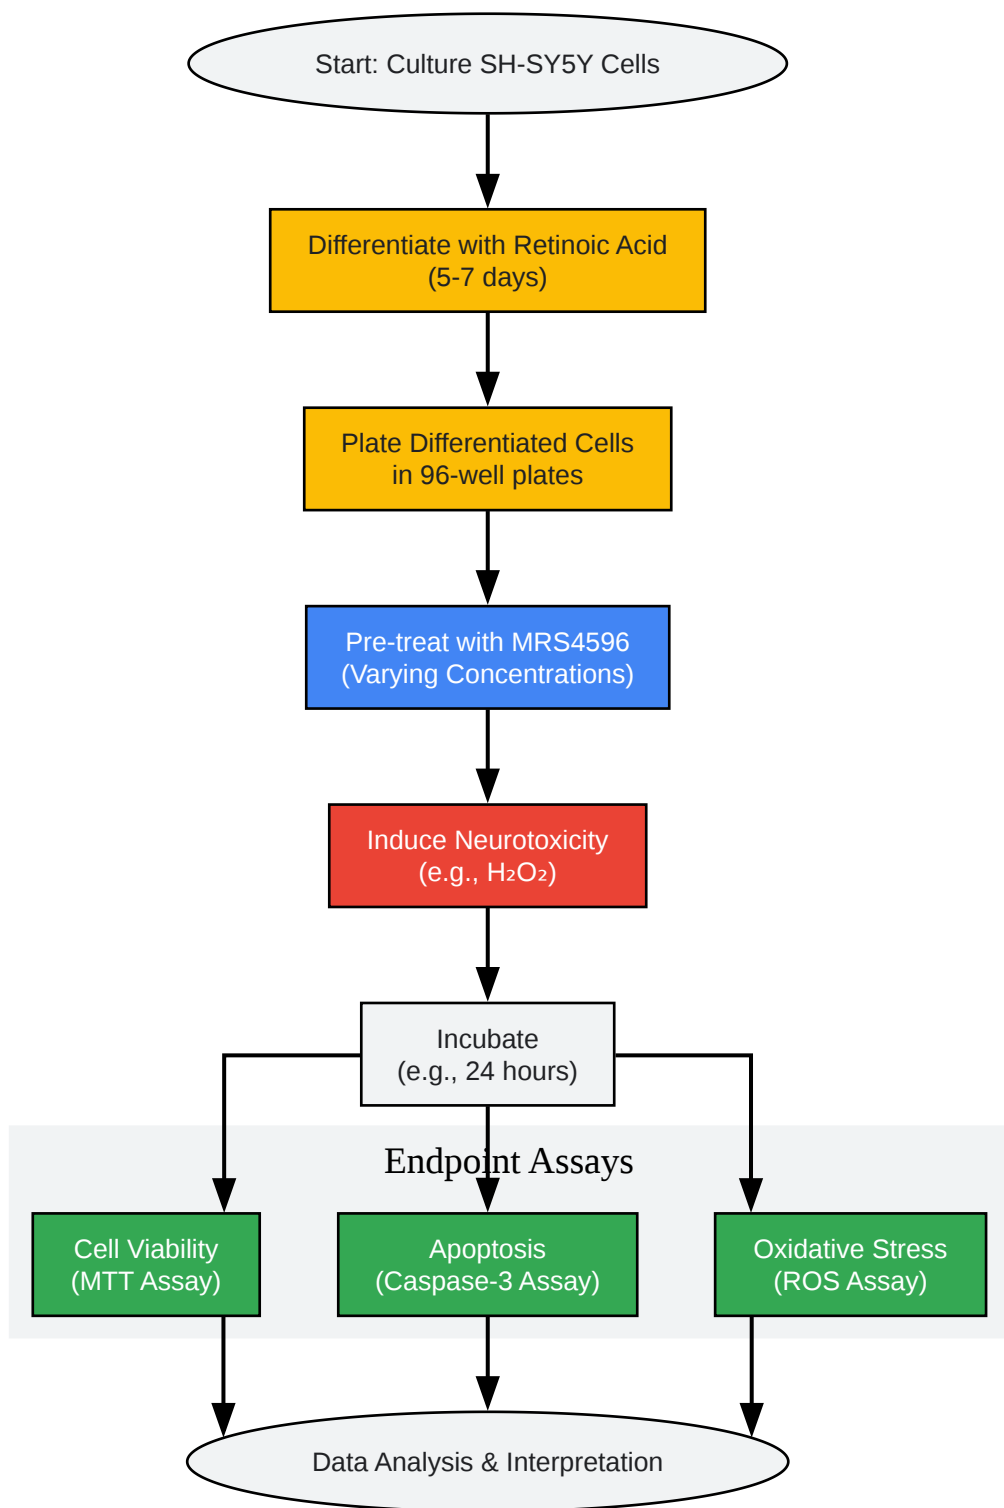 Start: Culture SH-SY5Y Cells
Differentiate with Retinoic Acid
(5-7 days)
Plate Differentiated Cells
in 96-well plates
Pre-treat with MRS4596
(Varying Concentrations)
Induce Neurotoxicity
(e.g., H₂O₂)
Incubate
(e.g., 24 hours)
Endpoint Assays
Cell Viability
(MTT Assay)
Apoptosis
(Caspase-3 Assay)
Oxidative Stress
(ROS Assay)
Data Analysis & Interpretation